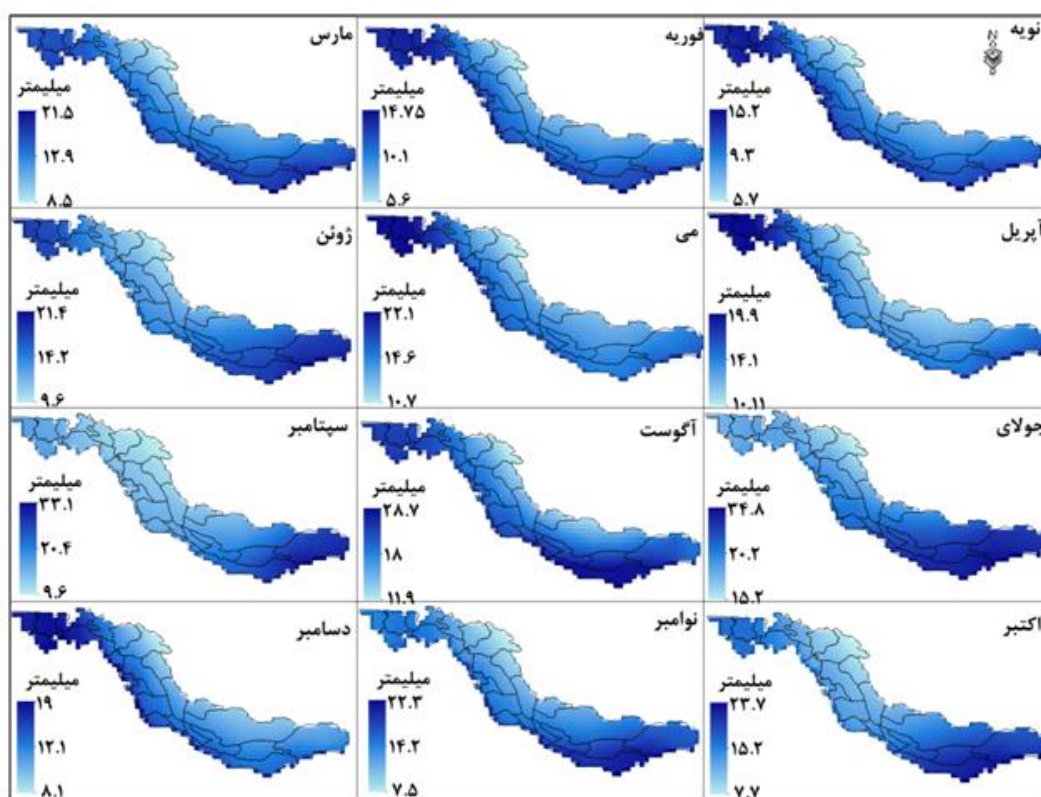 نویه
N
میلیمتر
۱۵.۲
۹.۳
۵.۷
فوریه
میلیمتر
۱۴.۷۵
۱۰.۱
۵.۶
مارس
میلیمتر
۲۱.۵
۱۲.۹
۸.۵
آپریل
میلیمتر
۱۹.۹
۱۴.۱
۱۰.۱۱
می
میلیمتر
۲۲.۱
۱۴.۶
۱۰.۷
ژوئن
میلیمتر
۲۱.۴
۱۴.۲
۹.۶
جولای
میلیمتر
۳۴.۸
۲۰.۲
۱۵.۲
آگوست
میلیمتر
۲۸.۷
۱۸
۱۱.۹
سپتامبر
میلیمتر
۳۳.۱
۲۰.۴
۹.۶
اکتبر
میلیمتر
۲۳.۷
۱۵.۲
۷.۷
نوامبر
میلیمتر
۲۲.۳
۱۴.۲
۷.۵
دسامبر
میلیمتر
۱۹
۱۲.۱
۸.۱